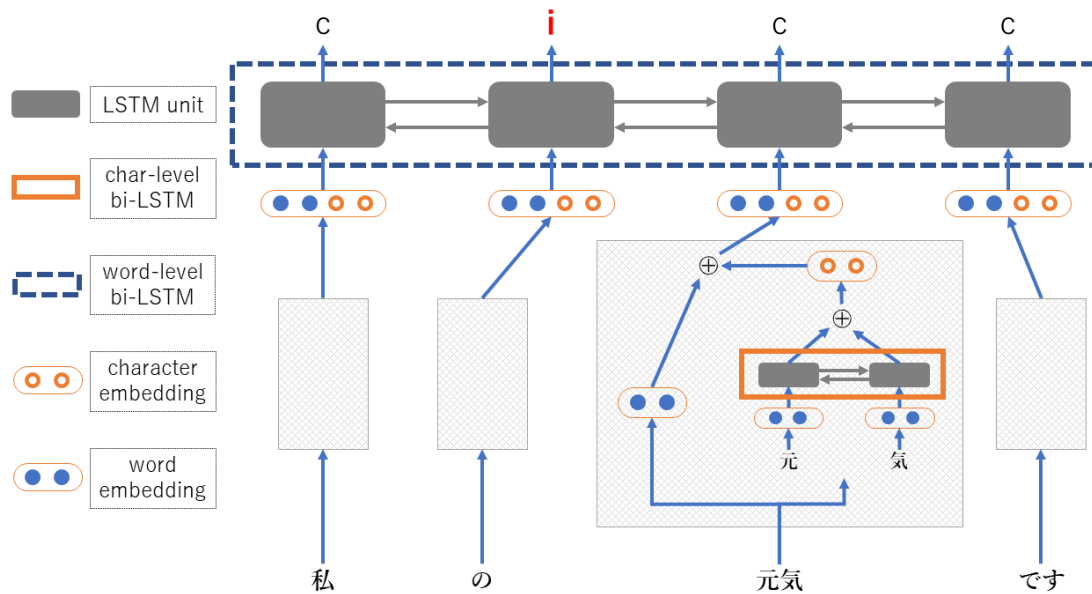 c i c c
LSTM unit
char-level
bi-LSTM
word-level
bi-LSTM
character
embedding
word
embedding
元 気
私 の 元気 です